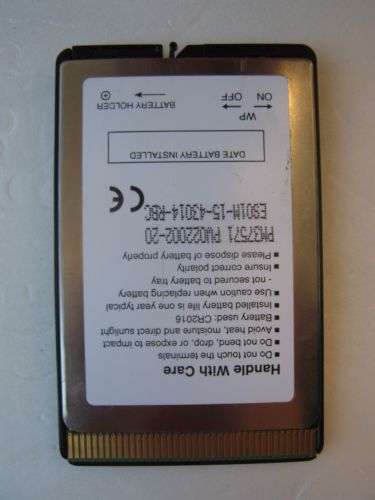 Handle With Care
■ Do not touch the terminals
■ Do not bend, drop, or expose to impact
■ Avoid heat, moisture and direct sunlight
■ Battery used: CR2016
■ Installed battery life is one year typical
■ Use caution when replacing battery
- not secured to battery tray
■ Insure correct polarity
■ Please dispose of battery properly
PM37571 PW022002-20
ES01M-15-43014-RBC
CE
DATE BATTERY INSTALLED
WP
ON OFF
BATTERY HOLDER